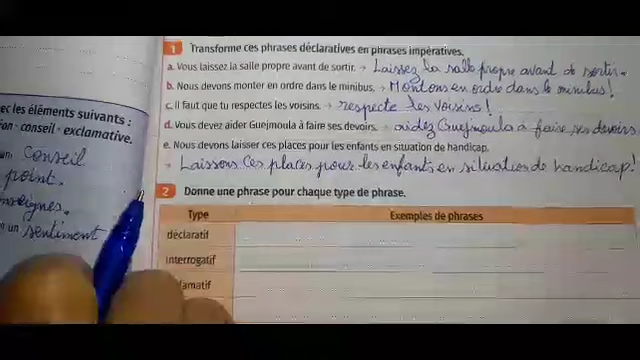 1 Transforme ces phrases déclaratives en phrases impératives.
a. Vous laissez la salle propre avant de sortir. → Laissez la salle propre avant de sortir.
b. Nous devons monter en ordre dans le minibus. → Montons en ordre dans le minibus!
c. Il faut que tu respectes les voisins. → respecte les voisins!
d. Vous devez aider Guejmoula à faire ses devoirs. → aidez Guejmoula à faire ses devoirs
e. Nous devons laisser ces places pour les enfants en situation de handicap.
→ Laissons ces places pour les enfants en situation de handicap.
2 Donne une phrase pour chaque type de phrase.
Type Exemples de phrases
déclaratif
interrogatif
amatif
ec les éléments suivants :
ion - conseil - exclamative.
un conseil
point.
un sentiment